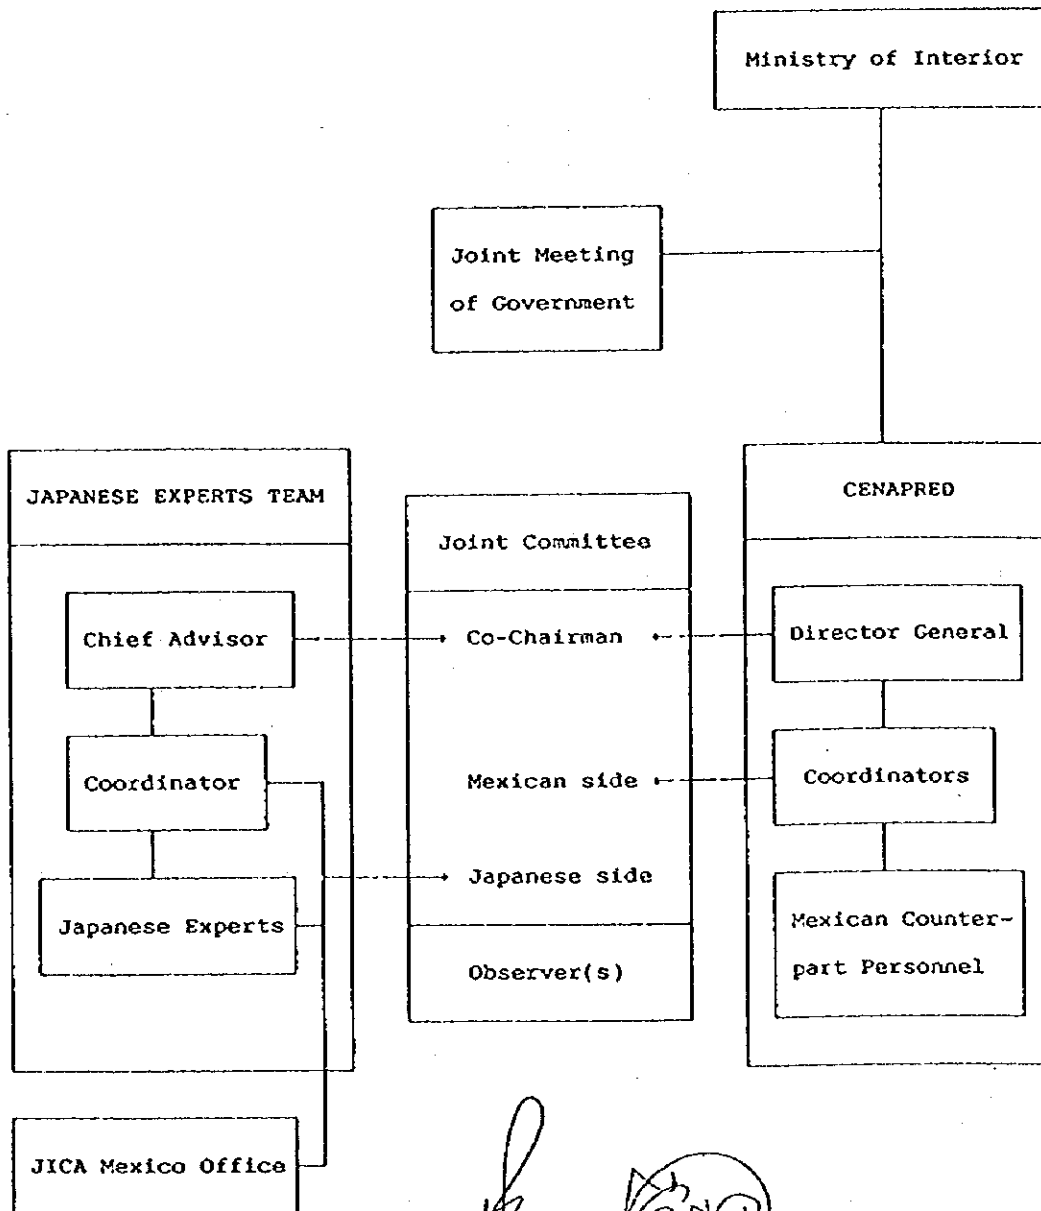 Ministry of Interior
Joint Meeting
of Government
JAPANESE EXPERTS TEAM
Chief Advisor
Coordinator
Japanese Experts
JICA Mexico Office
Joint Committee
Co-Chairman
Mexican side
Japanese side
Observer(s)
CENAPRED
Director General
Coordinators
Mexican Counter-
part Personnel